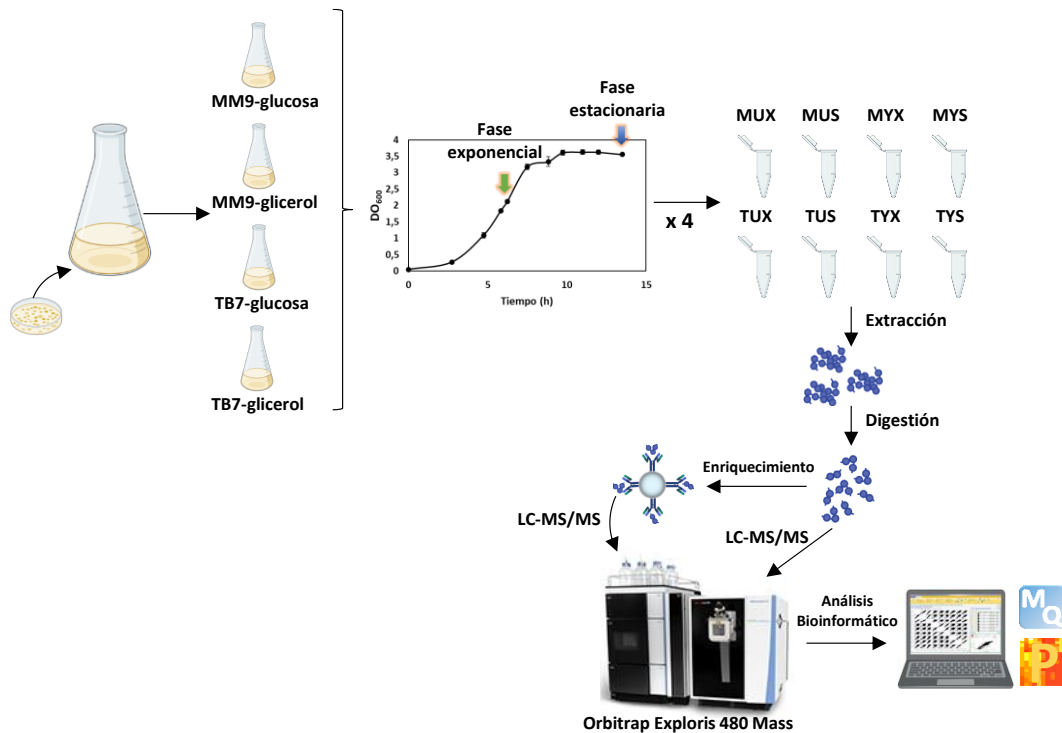 MM9-glucosa
MM9-glicerol
TB7-glucosa
TB7-glicerol
Fase
exponencial
Fase
estacionaria
4
3,5
3
2,5
2
1,5
1
0,5
0
DO600
0
5
10
15
Tiempo (h)
x 4
MUX MUS MYX MYS
TUX TUS TYX TYS
Extracción
Digestión
Enriquecimiento
LC-MS/MS
LC-MS/MS
Análisis
Bioinformático
MQ
P
Orbitrap Exploris 480 Mass